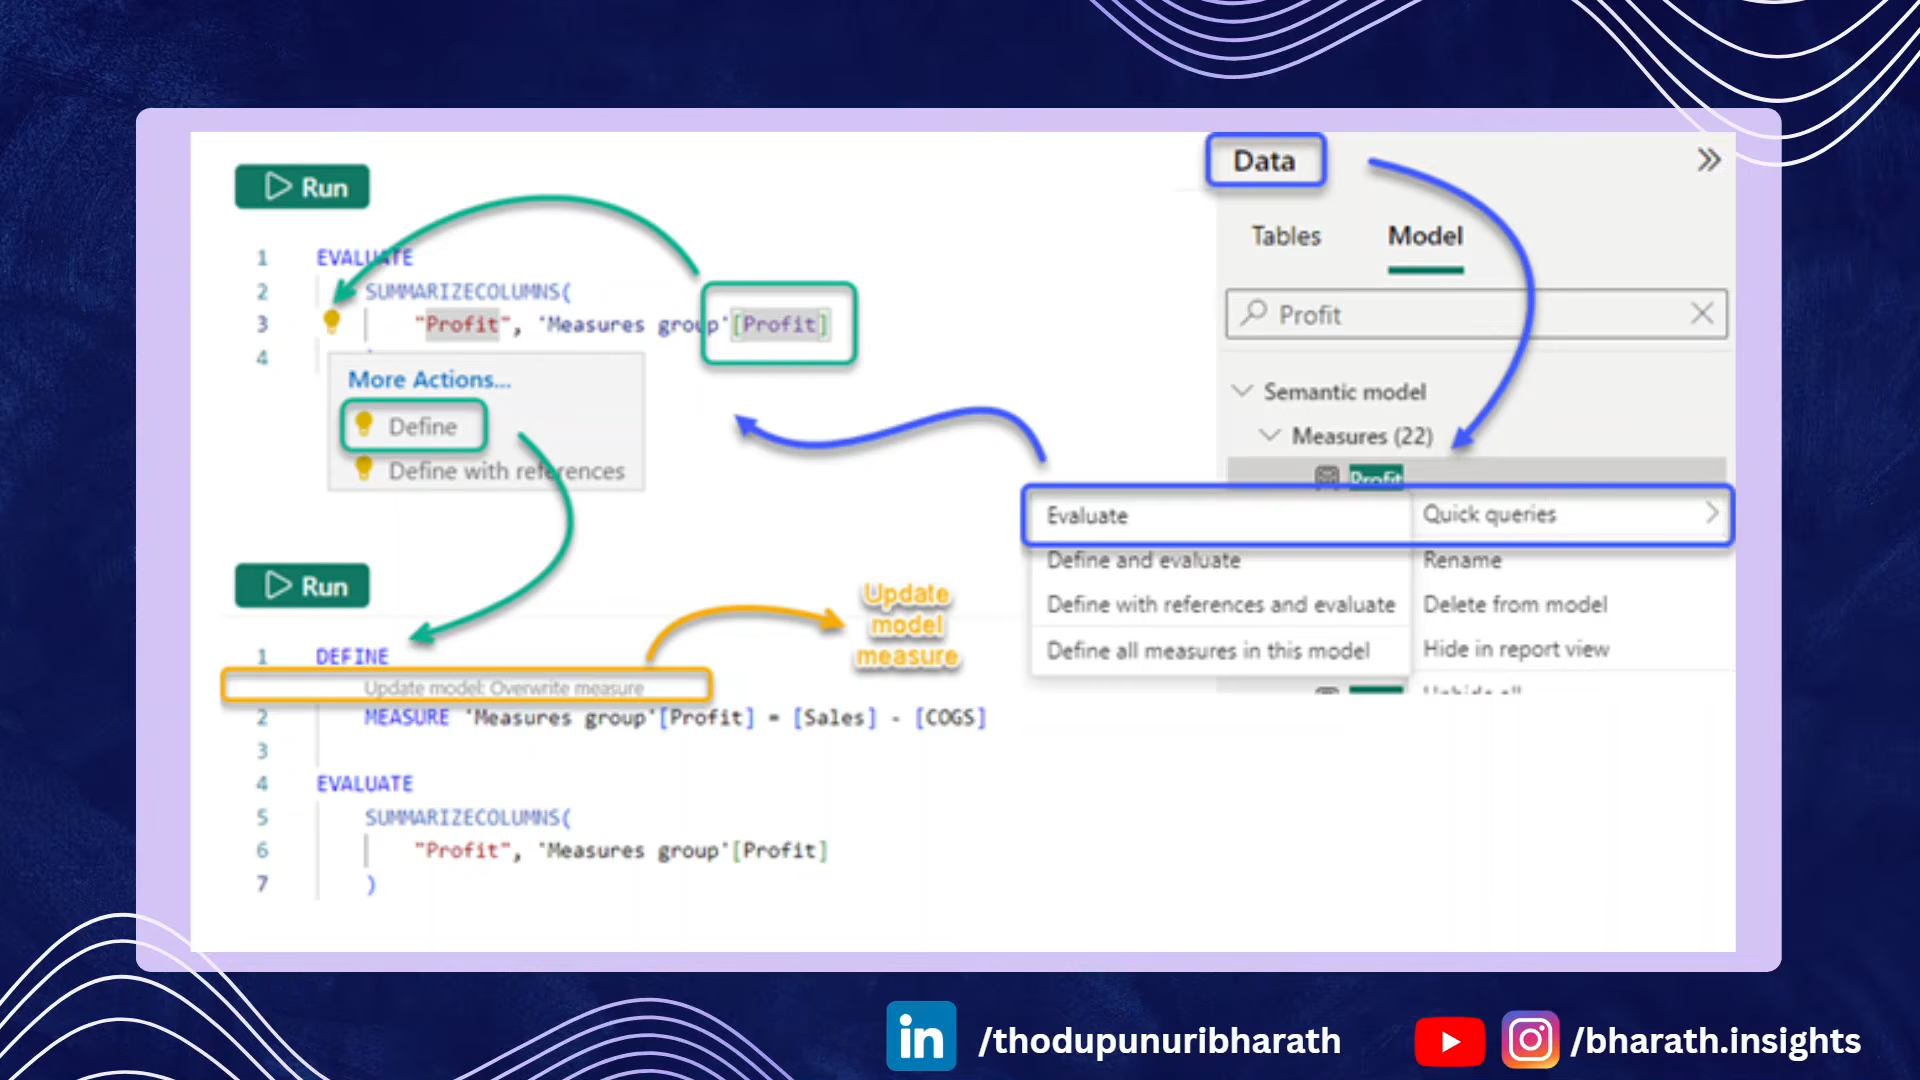 Run
1 EVALUATE
2 SUMMARIZECOLUMNS(
3 "Profit", 'Measures group'[Profit]
4
More Actions...
Define
Define with references
Run
1 DEFINE
Update model: Overwrite measure
2 MEASURE 'Measures group'[Profit] = [Sales] - [COGS]
3
4 EVALUATE
5 SUMMARIZECOLUMNS(
6 "Profit", 'Measures group'[Profit]
7 )
Update
model
measure
Data
Tables Model
Profit
Semantic model
Measures (22)
Profit
Evaluate
Define and evaluate
Define with references and evaluate
Define all measures in this model
Quick queries
Rename
Delete from model
Hide in report view
in /thodupunuribharath
/bharath.insights